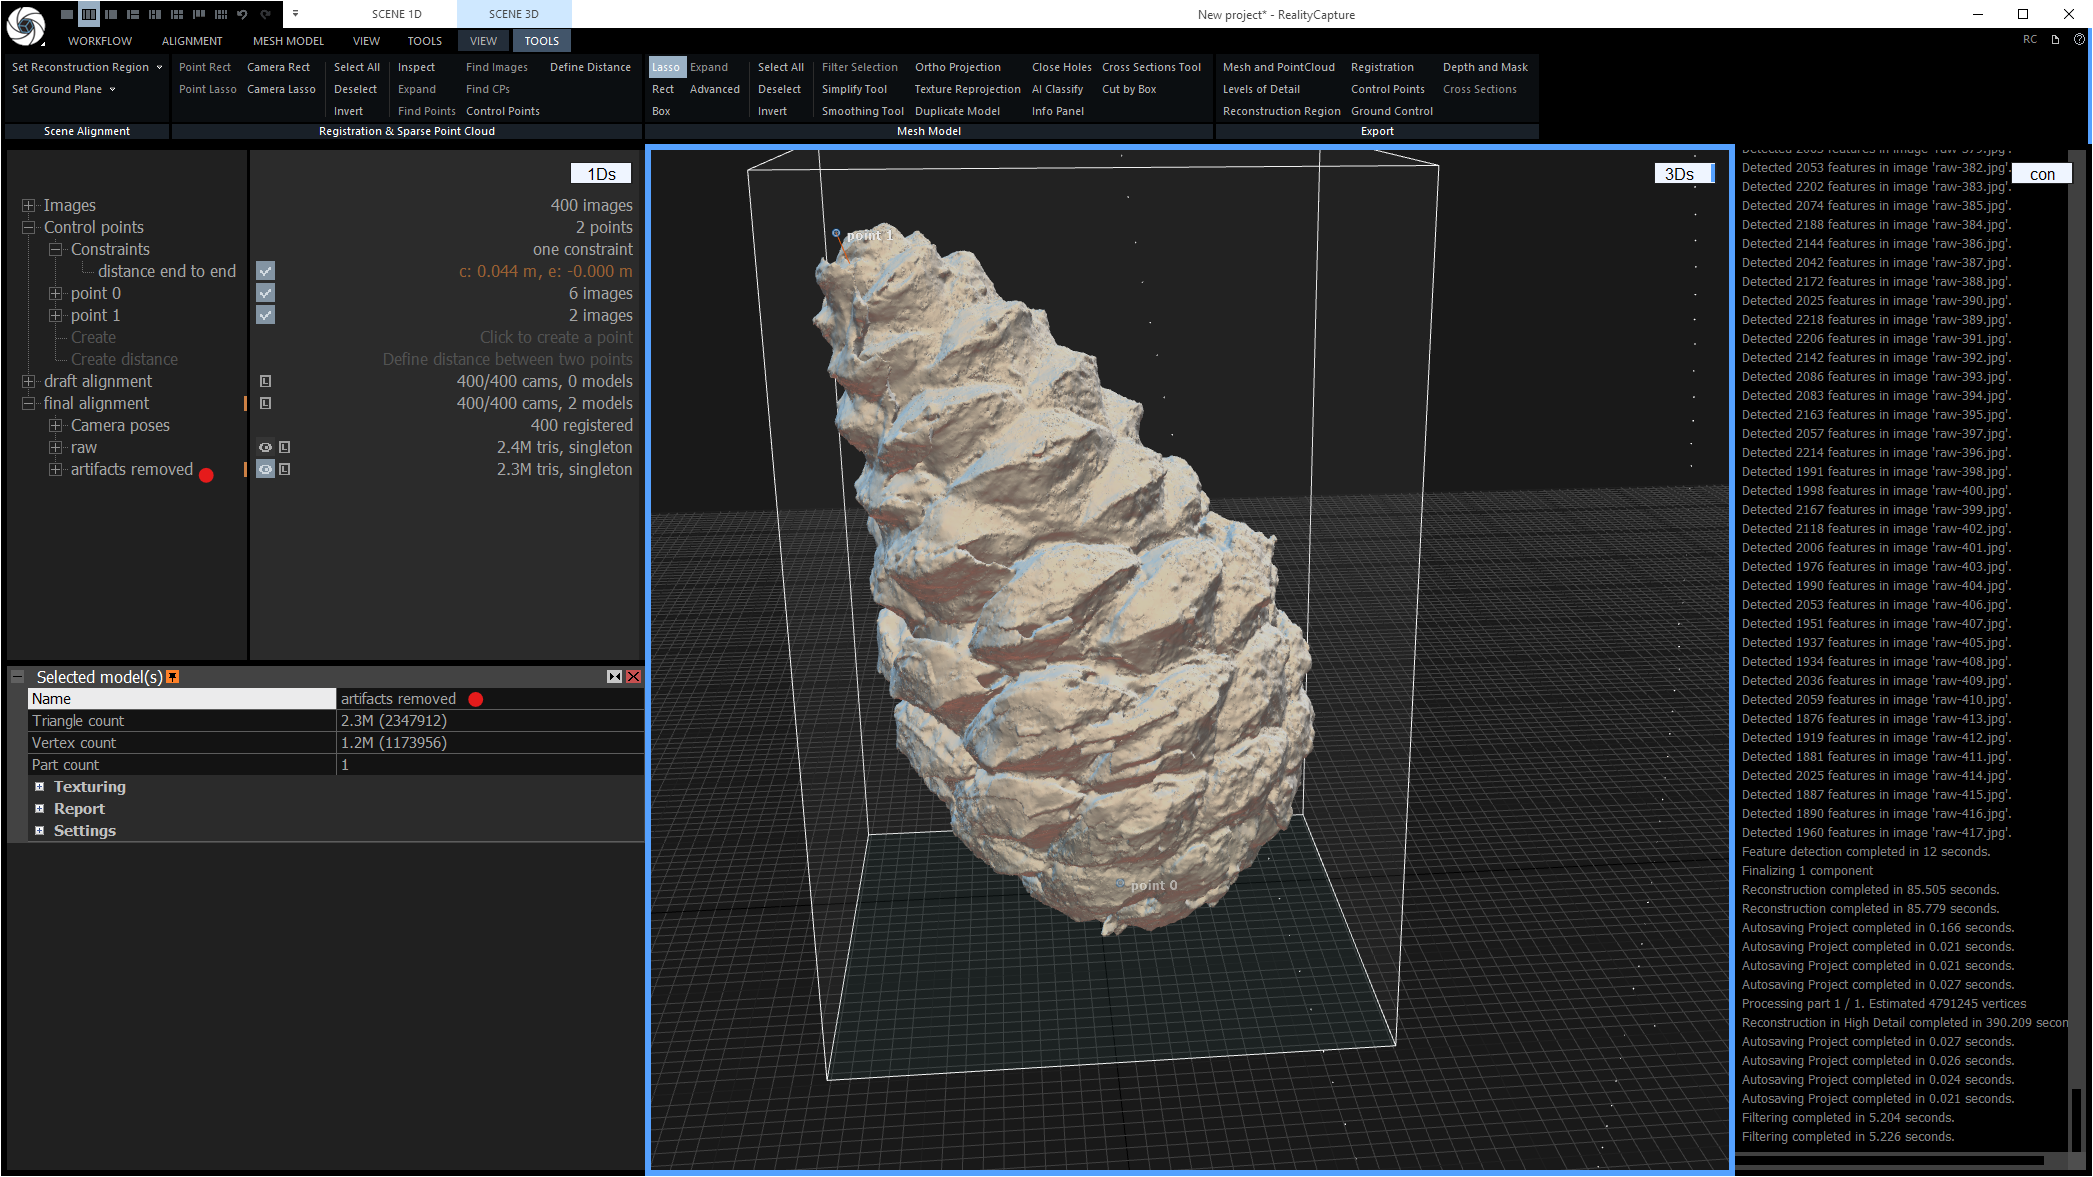 SCENE 1D SCENE 3D New project* - RealityCapture
WORKFLOW ALIGNMENT MESH MODEL VIEW TOOLS VIEW TOOLS RC
Set Reconstruction Region Point Rect Camera Rect Select All Inspect Find Images Define Distance Lasso Expand Select All Filter Selection Ortho Projection Close Holes Cross Sections Tool Mesh and PointCloud Registration Depth and Mask
Set Ground Plane Point Lasso Camera Lasso Deselect Expand Find CPs Rect Advanced Deselect Simplify Tool Texture Reprojection AI Classify Cut by Box Levels of Detail Control Points Cross Sections
Invert Find Points Control Points Box Invert Smoothing Tool Duplicate Model Info Panel Reconstruction Region Ground Control
Scene Alignment Registration & Sparse Point Cloud Mesh Model Export
1Ds
Images 400 images
Control points 2 points
Constraints one constraint
distance end to end c: 0.044 m, e: -0.000 m
point 0 6 images
point 1 2 images
Create Click to create a point
Create distance Define distance between two points
draft alignment L 400/400 cams, 0 models
final alignment L 400/400 cams, 2 models
Camera poses 400 registered
raw L 2.4M tris, singleton
artifacts removed L 2.3M tris, singleton
Selected model(s)
Name artifacts removed
Triangle count 2.3M (2347912)
Vertex count 1.2M (1173956)
Part count 1
Texturing
Report
Settings
3Ds
point 1
point 0
con
Detected 2053 features in image 'raw-382.jpg'.
Detected 2202 features in image 'raw-383.jpg'.
Detected 2074 features in image 'raw-385.jpg'.
Detected 2188 features in image 'raw-384.jpg'.
Detected 2144 features in image 'raw-386.jpg'.
Detected 2042 features in image 'raw-387.jpg'.
Detected 2172 features in image 'raw-388.jpg'.
Detected 2025 features in image 'raw-390.jpg'.
Detected 2218 features in image 'raw-389.jpg'.
Detected 2206 features in image 'raw-391.jpg'.
Detected 2142 features in image 'raw-392.jpg'.
Detected 2086 features in image 'raw-393.jpg'.
Detected 2083 features in image 'raw-394.jpg'.
Detected 2163 features in image 'raw-395.jpg'.
Detected 2057 features in image 'raw-397.jpg'.
Detected 2214 features in image 'raw-396.jpg'.
Detected 1991 features in image 'raw-398.jpg'.
Detected 1998 features in image 'raw-400.jpg'.
Detected 2167 features in image 'raw-399.jpg'.
Detected 2118 features in image 'raw-402.jpg'.
Detected 2006 features in image 'raw-401.jpg'.
Detected 1976 features in image 'raw-403.jpg'.
Detected 1990 features in image 'raw-404.jpg'.
Detected 2053 features in image 'raw-406.jpg'.
Detected 1951 features in image 'raw-407.jpg'.
Detected 1937 features in image 'raw-405.jpg'.
Detected 1934 features in image 'raw-408.jpg'.
Detected 2036 features in image 'raw-409.jpg'.
Detected 2059 features in image 'raw-410.jpg'.
Detected 1876 features in image 'raw-413.jpg'.
Detected 1919 features in image 'raw-412.jpg'.
Detected 1881 features in image 'raw-411.jpg'.
Detected 2025 features in image 'raw-414.jpg'.
Detected 1887 features in image 'raw-415.jpg'.
Detected 1890 features in image 'raw-416.jpg'.
Detected 1960 features in image 'raw-417.jpg'.
Feature detection completed in 12 seconds.
Finalizing 1 component
Reconstruction completed in 85.505 seconds.
Reconstruction completed in 85.779 seconds.
Autosaving Project completed in 0.166 seconds.
Autosaving Project completed in 0.021 seconds.
Autosaving Project completed in 0.021 seconds.
Autosaving Project completed in 0.027 seconds.
Processing part 1 / 1. Estimated 4791245 vertices
Reconstruction in High Detail completed in 390.209 secon
Autosaving Project completed in 0.027 seconds.
Autosaving Project completed in 0.026 seconds.
Autosaving Project completed in 0.024 seconds.
Autosaving Project completed in 0.021 seconds.
Filtering completed in 5.204 seconds.
Filtering completed in 5.226 seconds.